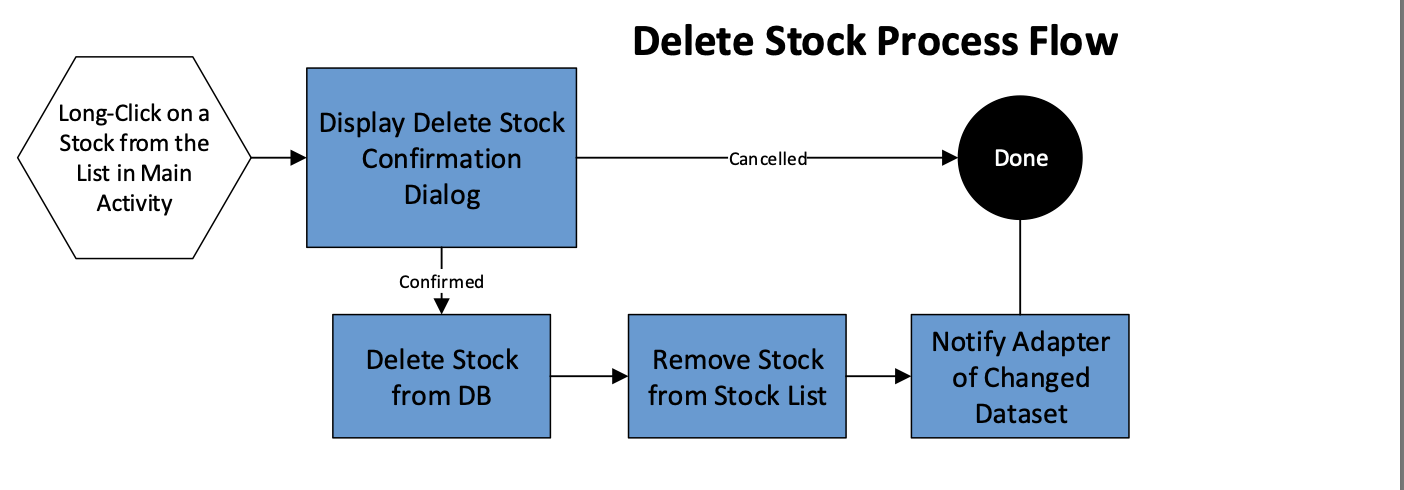 Delete Stock Process Flow
Long-Click on a
Stock from the
List in Main
Activity
Display Delete Stock
Confirmation
Dialog
Cancelled
Done
Confirmed
Delete Stock
from DB
Remove Stock
from Stock List
Notify Adapter
of Changed
Dataset